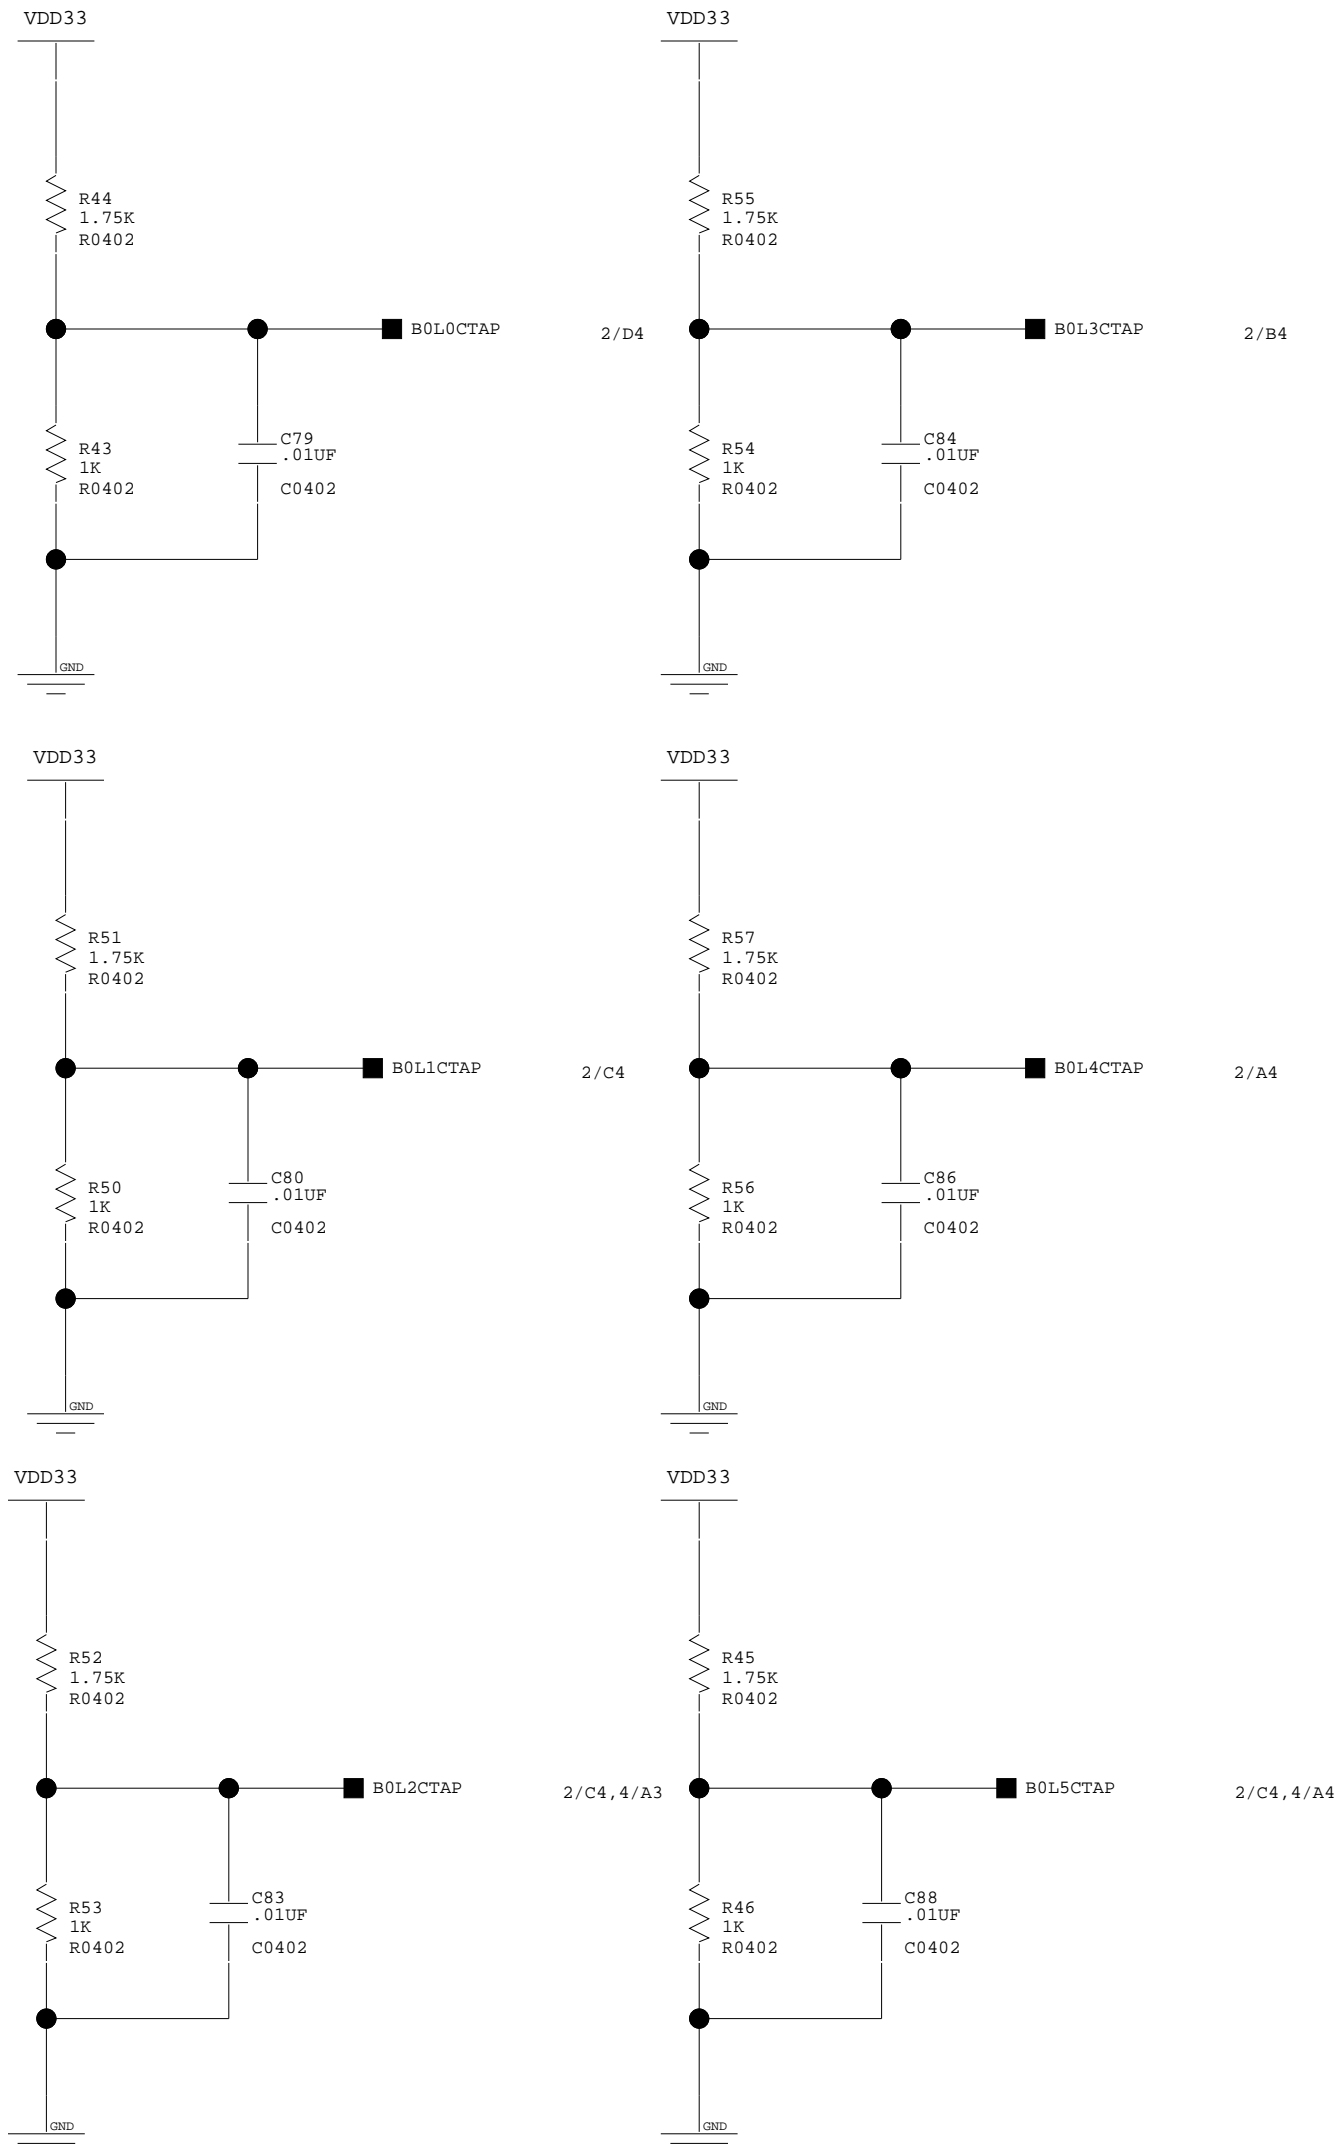 VDD33
R44
1.75K
R0402
B0L0CTAP
2/D4
R43
1K
R0402
C79
.01UF
C0402
GND
VDD33
R55
1.75K
R0402
B0L3CTAP
2/B4
R54
1K
R0402
C84
.01UF
C0402
GND
VDD33
R51
1.75K
R0402
B0L1CTAP
2/C4
R50
1K
R0402
C80
.01UF
C0402
GND
VDD33
R57
1.75K
R0402
B0L4CTAP
2/A4
R56
1K
R0402
C86
.01UF
C0402
GND
VDD33
R52
1.75K
R0402
B0L2CTAP
2/C4,4/A3
R53
1K
R0402
C83
.01UF
C0402
GND
VDD33
R45
1.75K
R0402
B0L5CTAP
2/C4,4/A4
R46
1K
R0402
C88
.01UF
C0402
GND